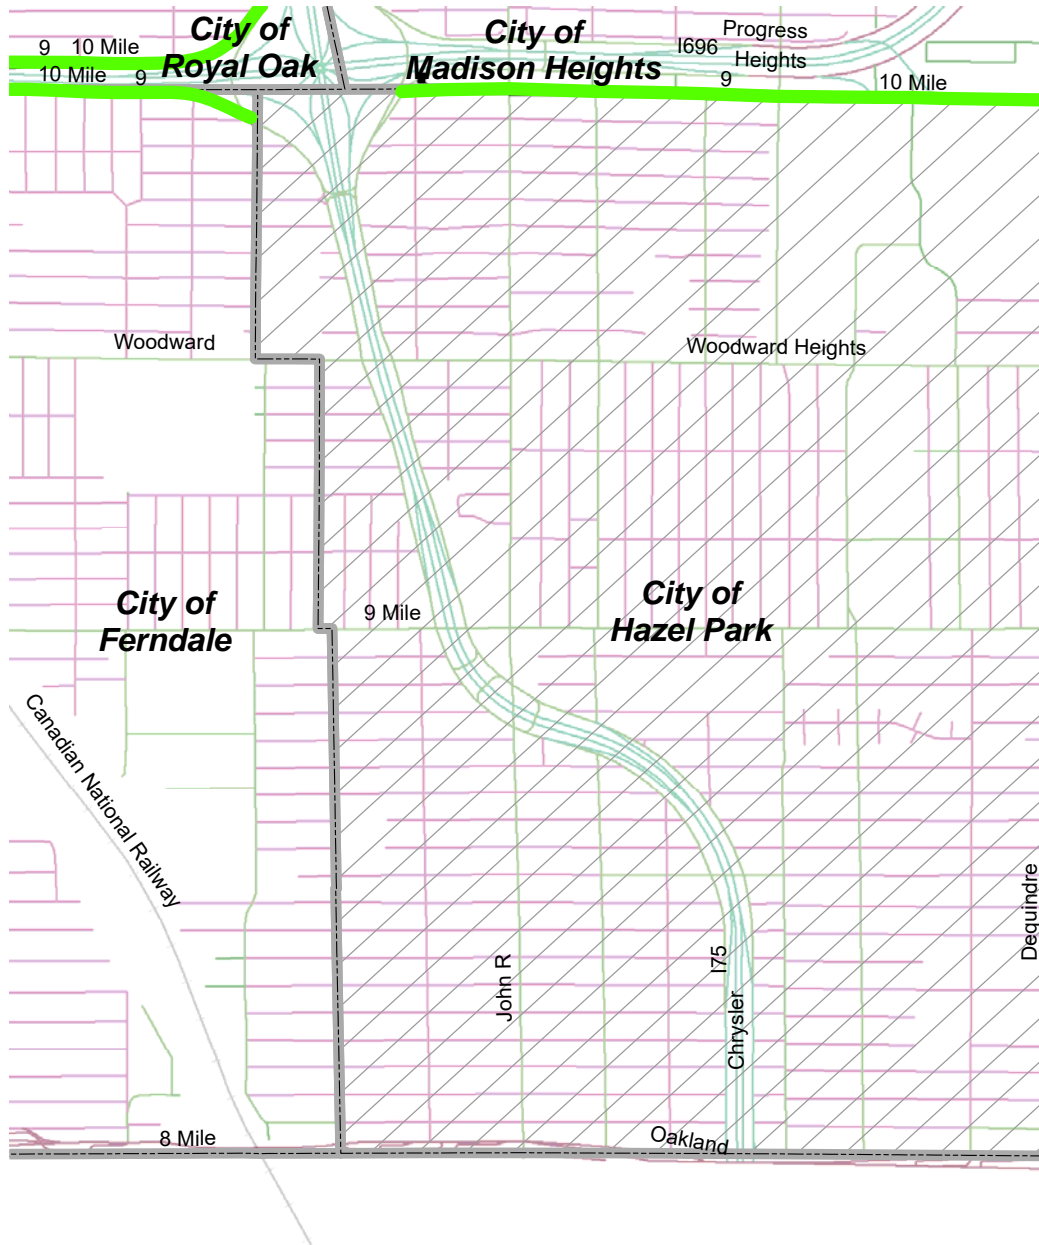 City of
Royal Oak
City of
Madison Heights
Progress
Heights
I696
9 10 Mile
10 Mile 9
9
10 Mile
Woodward
Woodward Heights
City of
Ferndale
9 Mile
City of
Hazel Park
Canadian National Railway
John R
I75
Chrysler
Dequindre
8 Mile
Oakland